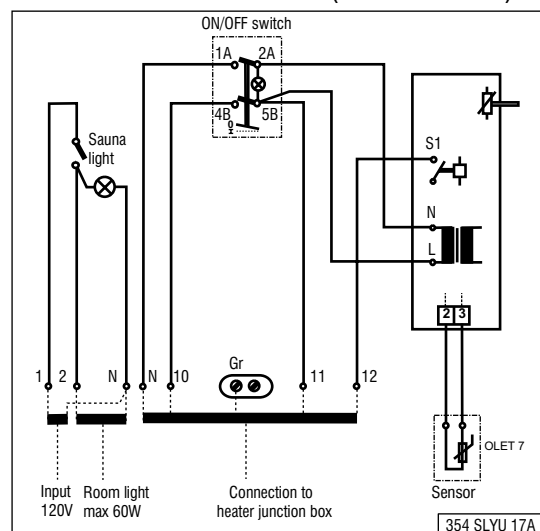 ON/OFF switch
1A 2A
4B 5B
0
I
Sauna
light
S1
N
L
2 3
Gr
1 2 N N 10 11 12
OLET 7
Input
120V
Room light
max 60W
Connection to
heater junction box
Sensor
354 SLYU 17A